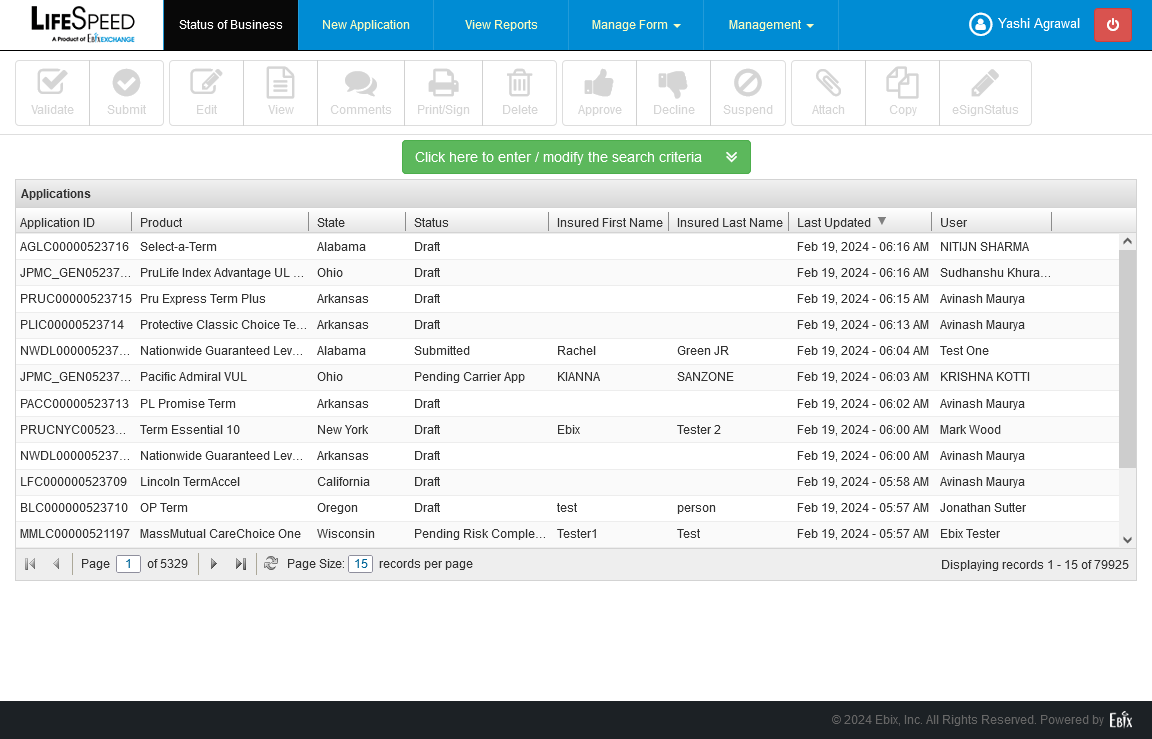 LIFESPEED
A Product of EbixEXCHANGE
Status of Business New Application View Reports Manage Form Management Yashi Agrawal
Validate Submit Edit View Comments Print/Sign Delete Approve Decline Suspend Attach Copy eSignStatus
Click here to enter / modify the search criteria
Applications
Application ID Product State Status Insured First Name Insured Last Name Last Updated User
AGLC00000523716 Select-a-Term Alabama Draft Feb 19, 2024 - 06:16 AM NITIJN SHARMA
JPMC_GEN05237... PruLife Index Advantage UL ... Ohio Draft Feb 19, 2024 - 06:16 AM Sudhanshu Khura...
PRUC00000523715 Pru Express Term Plus Arkansas Draft Feb 19, 2024 - 06:15 AM Avinash Maurya
PLIC00000523714 Protective Classic Choice Te... Arkansas Draft Feb 19, 2024 - 06:13 AM Avinash Maurya
NWDL000005237... Nationwide Guaranteed Lev... Alabama Submitted Rachel Green JR Feb 19, 2024 - 06:04 AM Test One
JPMC_GEN05237... Pacific Admiral VUL Ohio Pending Carrier App KIANNA SANZONE Feb 19, 2024 - 06:03 AM KRISHNA KOTTI
PACC00000523713 PL Promise Term Arkansas Draft Feb 19, 2024 - 06:02 AM Avinash Maurya
PRUCNYC00523... Term Essential 10 New York Draft Ebix Tester 2 Feb 19, 2024 - 06:00 AM Mark Wood
NWDL000005237... Nationwide Guaranteed Lev... Arkansas Draft Feb 19, 2024 - 06:00 AM Avinash Maurya
LFC000000523709 Lincoln TermAccel California Draft Feb 19, 2024 - 05:58 AM Avinash Maurya
BLC000000523710 OP Term Oregon Draft test person Feb 19, 2024 - 05:57 AM Jonathan Sutter
MMLC00000521197 MassMutual CareChoice One Wisconsin Pending Risk Comple... Tester1 Test Feb 19, 2024 - 05:57 AM Ebix Tester
Page 1 of 5329 Page Size: 15 records per page Displaying records 1 - 15 of 79925
© 2024 Ebix, Inc. All Rights Reserved. Powered by Ebix